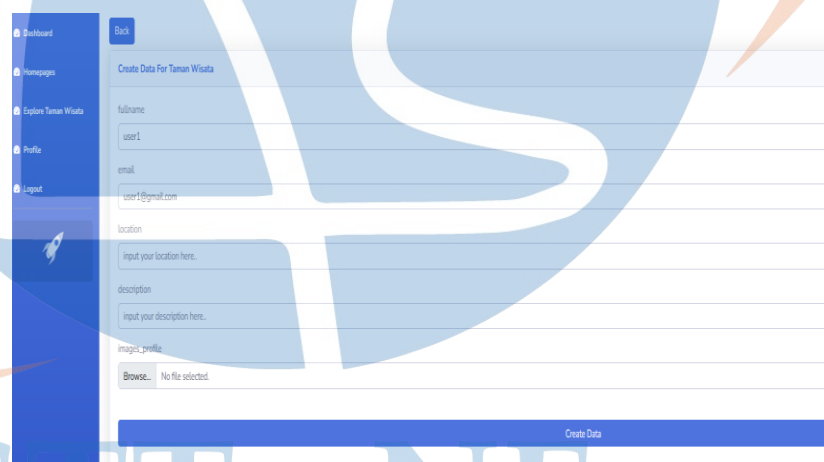 Dashboard
Homepages
Explore Taman Wisata
Profile
Logout
Back
Create Data For Taman Wisata
fullname
user1
email
user1@gmail.com
location
input your location here..
description
input your description here..
images_profile
Browse... No file selected.
Create Data